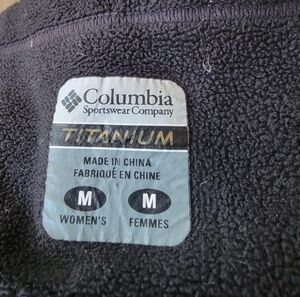 Columbia
Sportswear Company
TITANIUM
MADE IN CHINA
FABRIQUÉ EN CHINE
M M
WOMEN'S FEMMES